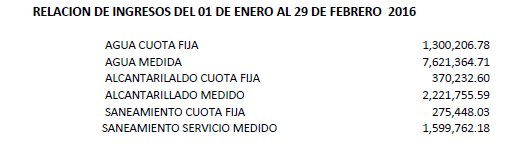 RELACION DE INGRESOS DEL 01 DE ENERO AL 29 DE FEBRERO 2016
AGUA CUOTA FIJA 1,300,206.78
AGUA MEDIDA 7,621,364.71
ALCANTARILALDO CUOTA FIJA 370,232.60
ALCANTARILLADO MEDIDO 2,221,755.59
SANEAMIENTO CUOTA FIJA 275,448.03
SANEAMIENTO SERVICIO MEDIDO 1,599,762.18